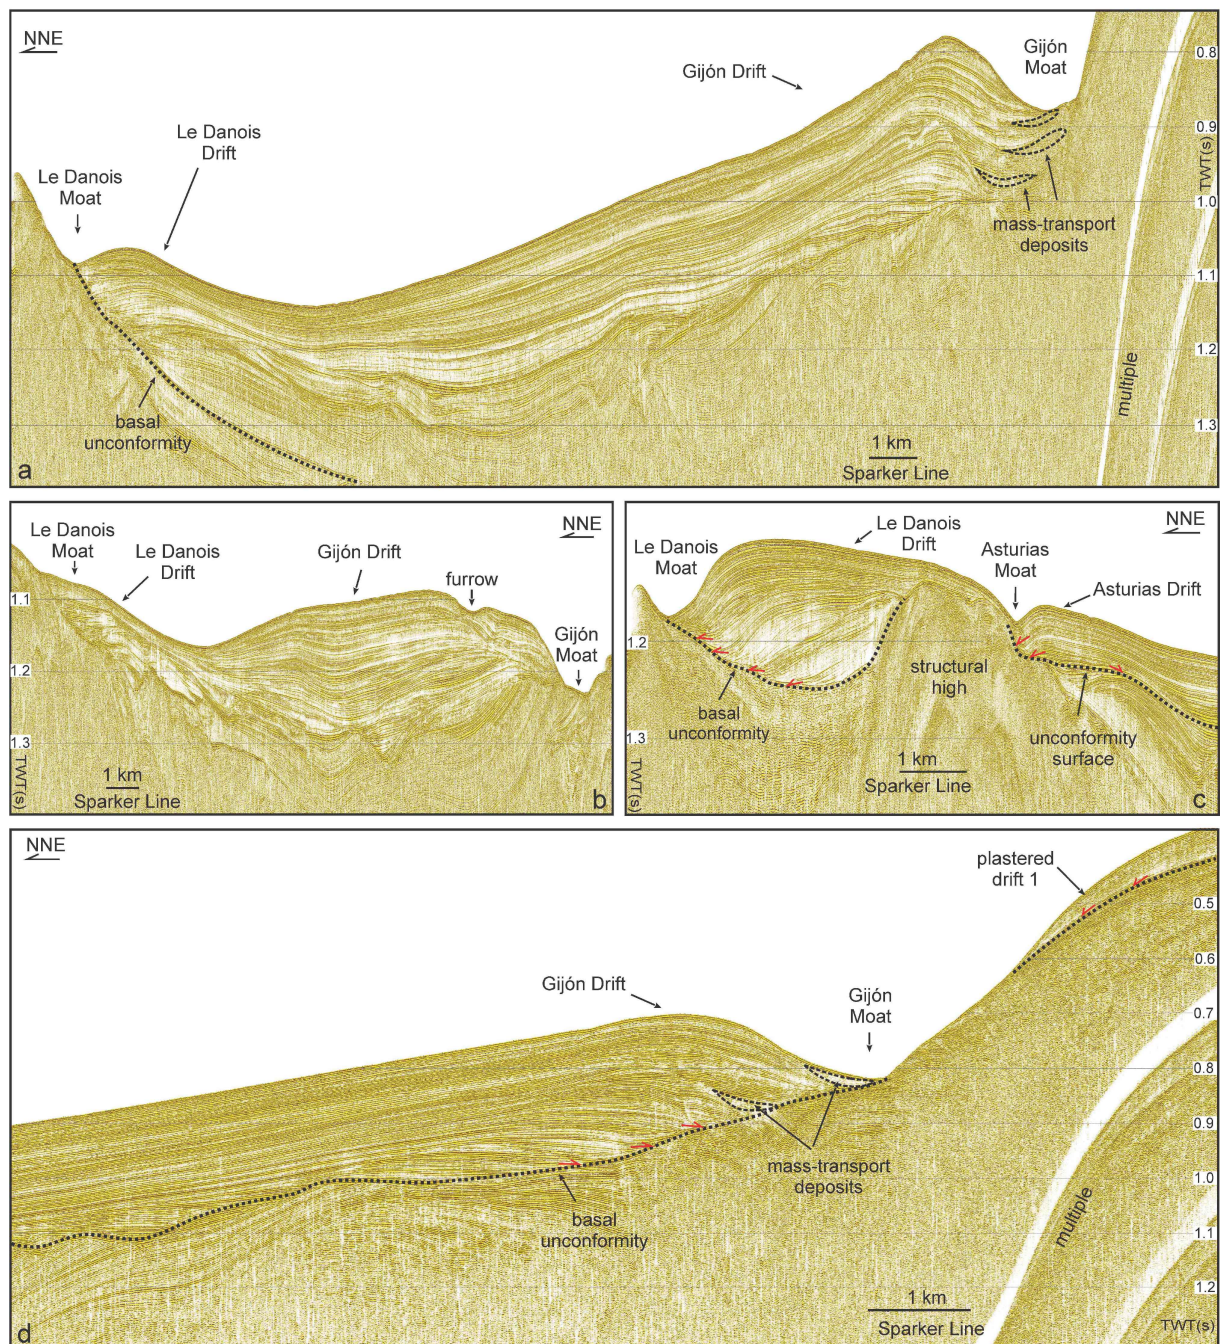 NNE
Gijón
Moat
Gijón Drift
Le Danois
Drift
Le Danois
Moat
0.8
0.9
TWT(s)
1.0
mass-transport
deposits
1.1
1.2
multiple
basal
unconformity
1.3
1 km
Sparker Line
a
Le Danois
Moat
Le Danois
Drift
Gijón Drift
NNE
furrow
Gijón
Moat
1.1
1.2
1.3
TWT(s)
1 km
Sparker Line
b
Le Danois
Moat
Le Danois
Drift
NNE
Asturias
Moat
Asturias Drift
1.2
structural
high
basal
unconformity
unconformity
surface
1.3
TWT(s)
1 km
Sparker Line
c
NNE
plastered
drift 1
0.5
0.6
Gijón Drift
Gijón
Moat
0.7
0.8
0.9
mass-transport
deposits
1.0
basal
unconformity
multiple
1.1
1.2
1 km
Sparker Line
TWT(s)
d